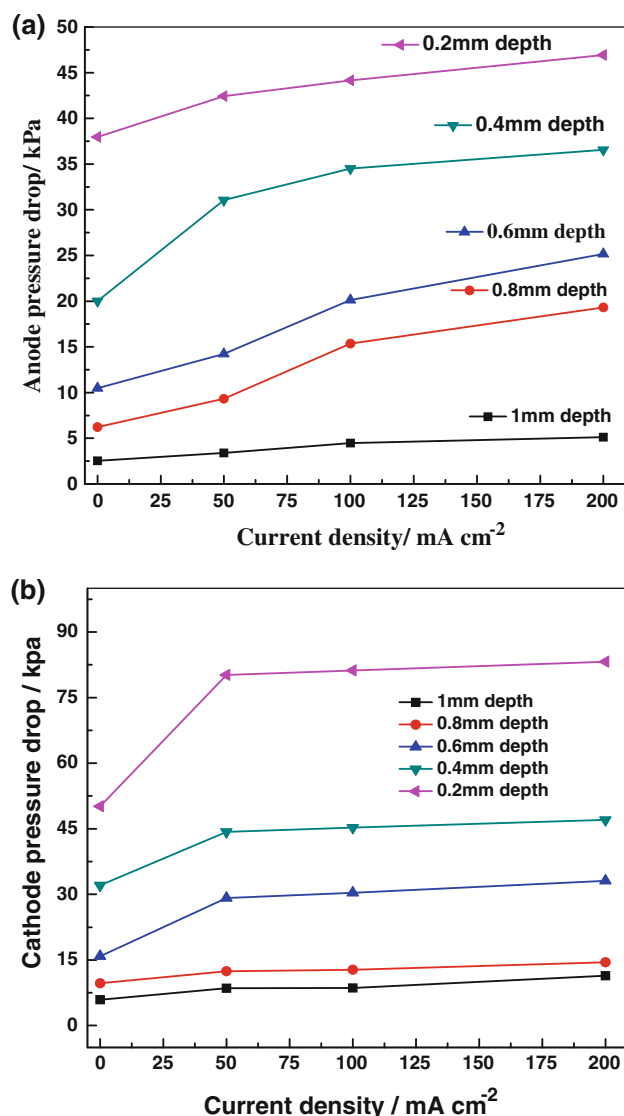 (a)
50
45
40
35
30
25
20
15
10
5
0
Anode pressure drop/ kPa
0.2mm depth
0.4mm depth
0.6mm depth
0.8mm depth
1mm depth
0 25 50 75 100 125 150 175 200
Current density/ mA cm-2
(b)
90
75
60
45
30
15
0
Cathode pressure drop / kpa
1mm depth
0.8mm depth
0.6mm depth
0.4mm depth
0.2mm depth
0 25 50 75 100 125 150 175 200
Current density / mA cm-2